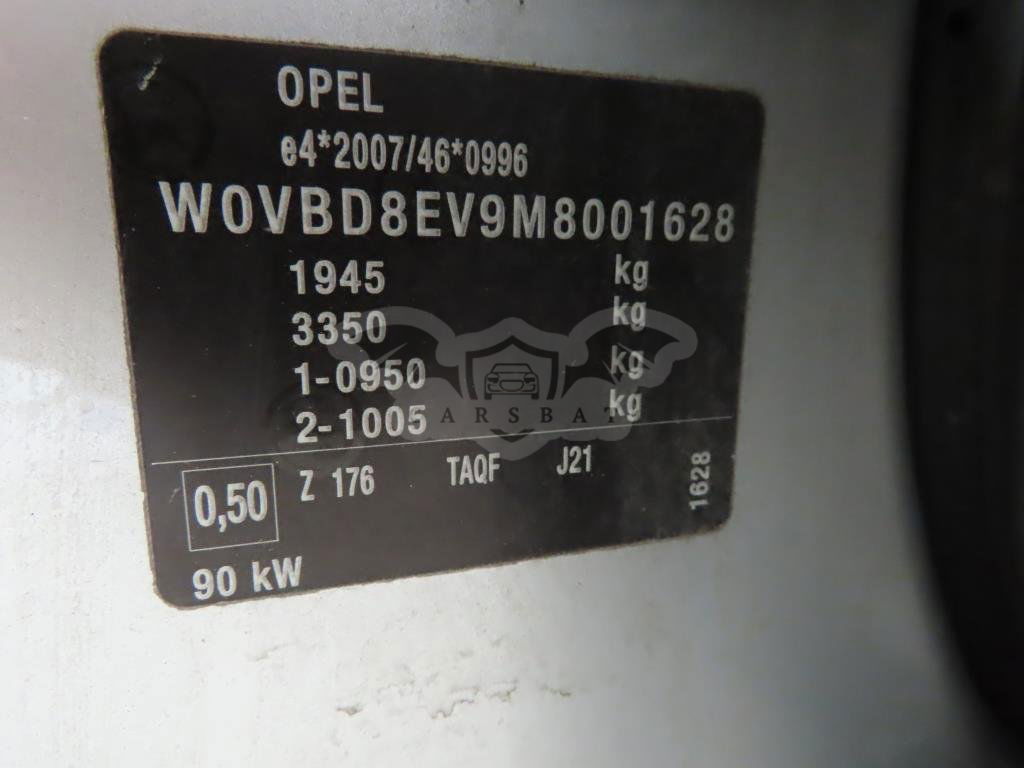 OPEL
e4*2007/46*0996
W0VBD8EV9M8001628
1945 kg
3350 kg
1-0950 kg
2-1005 kg
0,50 Z 176 TAQF J21 1628
90 kW
ARSBAT